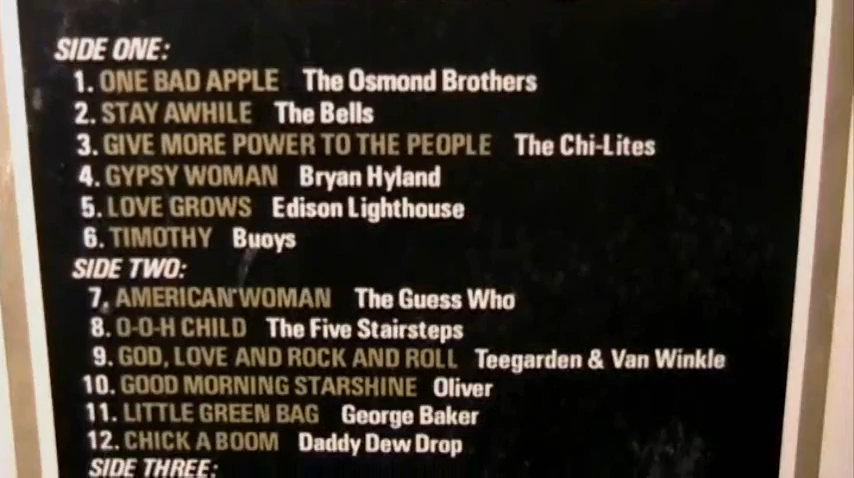 SIDE ONE:
1. ONE BAD APPLE The Osmond Brothers
2. STAY AWHILE The Bells
3. GIVE MORE POWER TO THE PEOPLE The Chi-Lites
4. GYPSY WOMAN Bryan Hyland
5. LOVE GROWS Edison Lighthouse
6. TIMOTHY Buoys
SIDE TWO:
7. AMERICAN WOMAN The Guess Who
8. O-O-H CHILD The Five Stairsteps
9. GOD, LOVE AND ROCK AND ROLL Teegarden & Van Winkle
10. GOOD MORNING STARSHINE Oliver
11. LITTLE GREEN BAG George Baker
12. CHICK A BOOM Daddy Dew Drop
SIDE THREE: